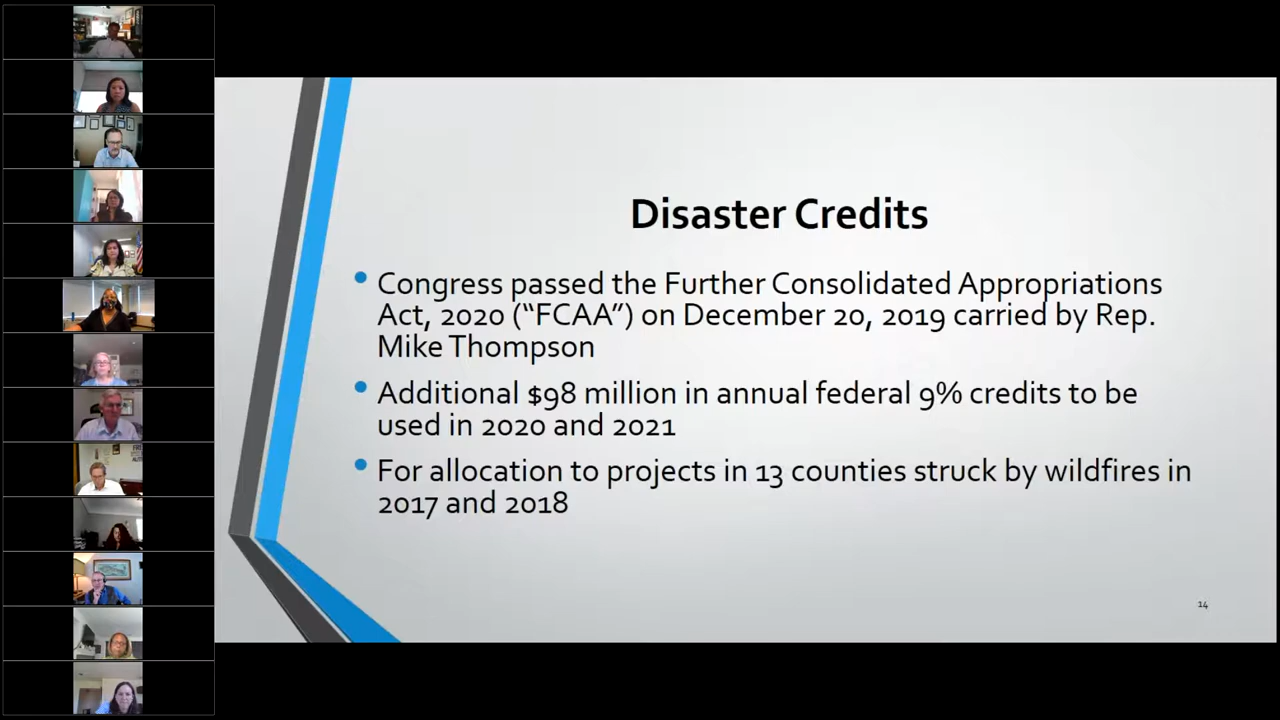 Disaster Credits
• Congress passed the Further Consolidated Appropriations
Act, 2020 (“FCAA”) on December 20, 2019 carried by Rep.
Mike Thompson
• Additional $98 million in annual federal 9% credits to be
used in 2020 and 2021
• For allocation to projects in 13 counties struck by wildfires in
2017 and 2018
14